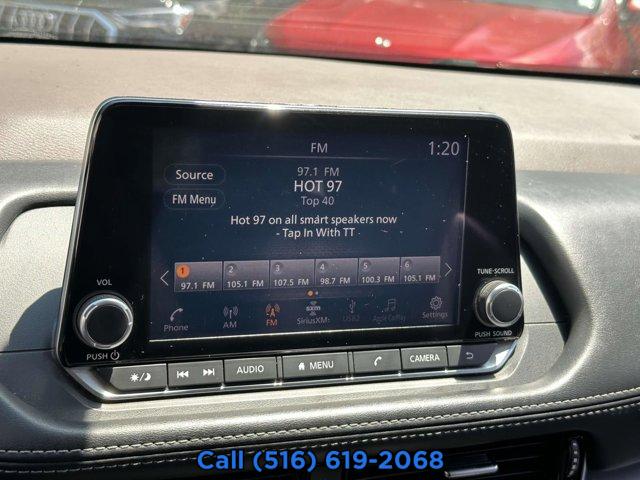 FM
1:20
Source
97.1 FM
HOT 97
FM Menu
Top 40
Hot 97 on all smart speakers now
- Tap In With TT
1 2 3 4 5 6
97.1 FM 105.1 FM 107.5 FM 98.7 FM 100.3 FM 105.1 FM
VOL
TUNE·SCROLL
Phone
AM
FM
sxm
SiriusXM
USB2
Apple CarPlay
Settings
PUSH
PUSH SOUND
AUDIO
MENU
CAMERA
Call (516) 619-2068